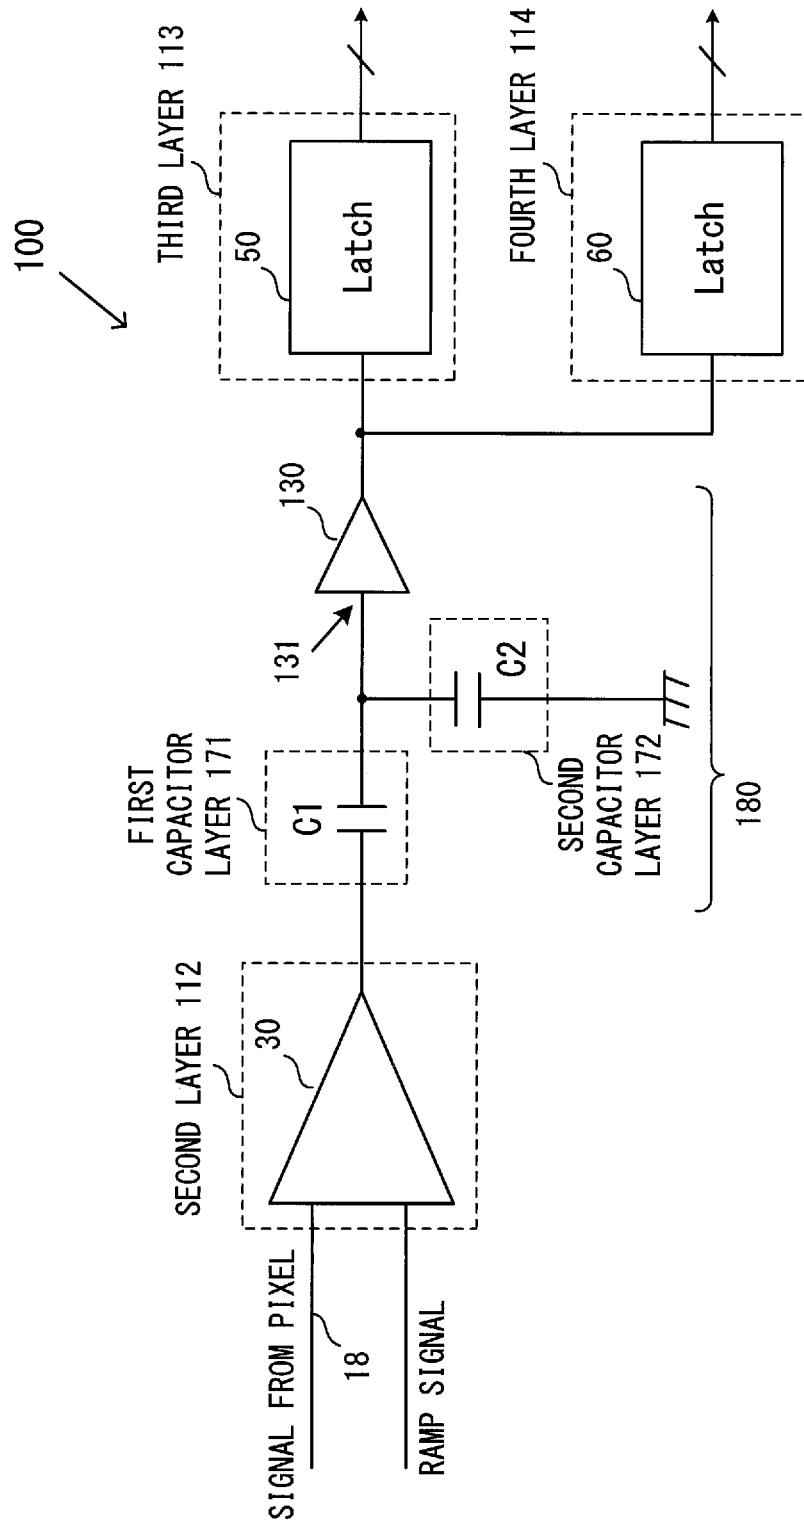 100
SIGNAL FROM PIXEL
18
RAMP SIGNAL
SECOND LAYER 112
30
FIRST
CAPACITOR
LAYER 171
C1
131
130
C2
SECOND
CAPACITOR
LAYER 172
180
THIRD LAYER 113
50
Latch
FOURTH LAYER 114
60
Latch